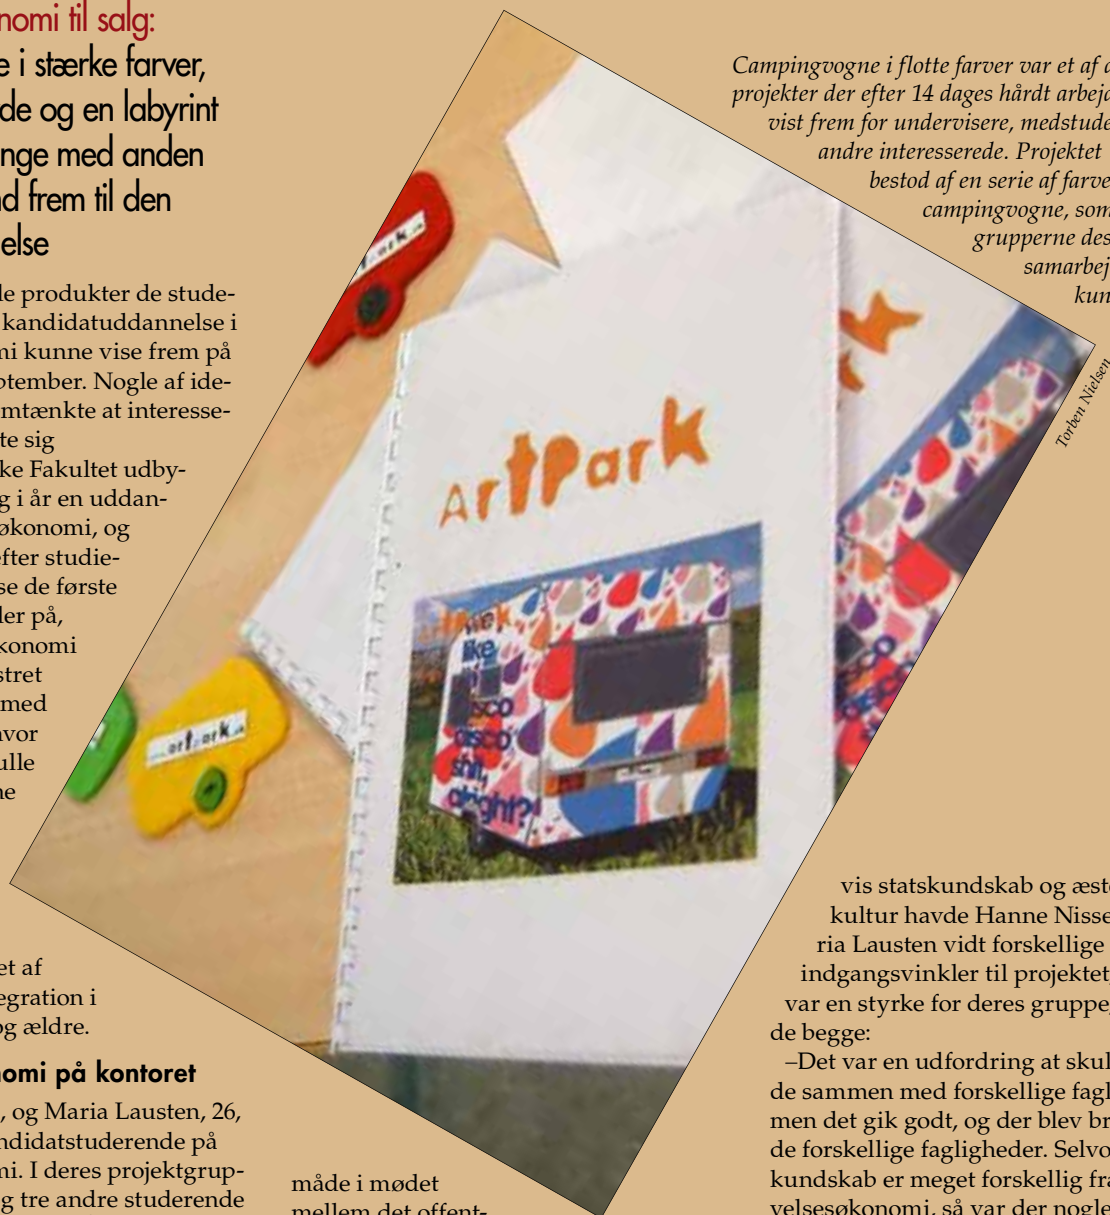 nomi til salg:
e i stærke farver,
de og en labyrint
nge med anden
d frem til den
else
le produkter de stude-
kandidatuddannelse i
mi kunne vise frem på
ptember. Nogle af ide-
mtænkte at interesse-
te sig
ke Fakultet udby-
g i år en uddan-
økonomi, og
efter studie-
se de første
ler på,
konomi
stret
med
hvor
ulle
ne
et af
egration i
og ældre.
nomi på kontoret
, og Maria Lausten, 26,
ndidatstuderende på
mi. I deres projektgrup-
g tre andre studerende
måde i mødet
mellem det offent-
ArtPark
like
disco
shit,
alright?
artpark
Campingvogne i flotte farver var et af d
projekter der efter 14 dages hårdt arbejd
vist frem for undervisere, medstude
andre interesserede. Projektet
bestod af en serie af farve
campingvogne, som
grupperne des
samarbej
kun
Torben Nielsen
vis statskundskab og æste
kultur havde Hanne Nisse
ria Lausten vidt forskellige
indgangsvinkler til projektet,
var en styrke for deres gruppe,
de begge:
–Det var en udfordring at skul
de sammen med forskellige fagl
men det gik godt, og der blev br
de forskellige fagligheder. Selvo
kundskab er meget forskellig fra
velsesøkonomi, så var der nogle